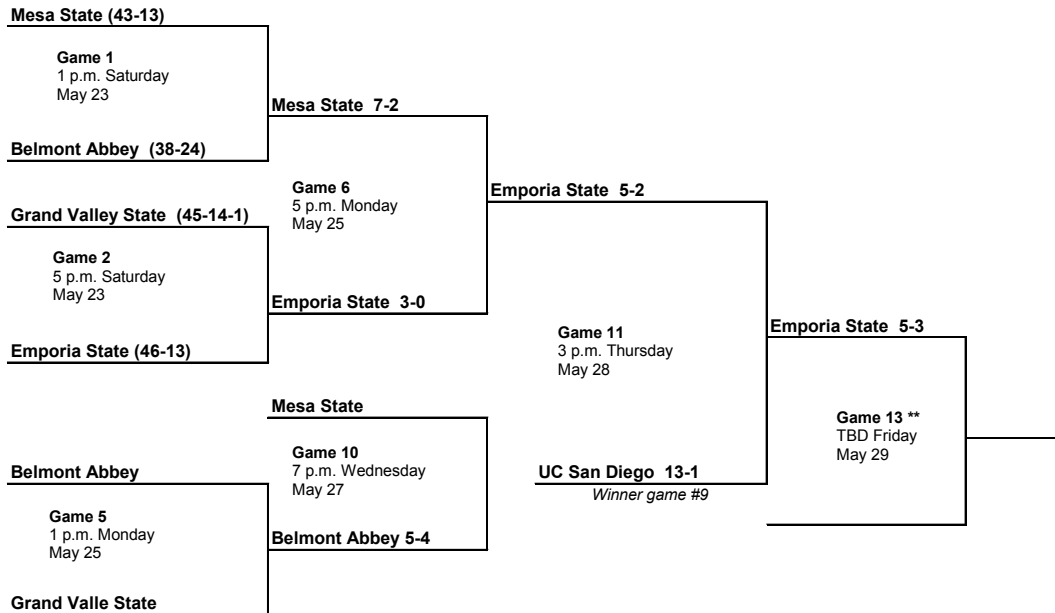 Mesa State (43-13)
Game 1
1 p.m. Saturday
May 23
Mesa State 7-2
Belmont Abbey (38-24)
Game 6
5 p.m. Monday
May 25
Emporia State 5-2
Grand Valley State (45-14-1)
Game 2
5 p.m. Saturday
May 23
Emporia State 3-0
Emporia State (46-13)
Game 11
3 p.m. Thursday
May 28
Emporia State 5-3
Mesa State
Game 10
7 p.m. Wednesday
May 27
Game 13 **
TBD Friday
May 29
Belmont Abbey
UC San Diego 13-1
Winner game #9
Game 5
1 p.m. Monday
May 25
Belmont Abbey 5-4
Grand Valle State